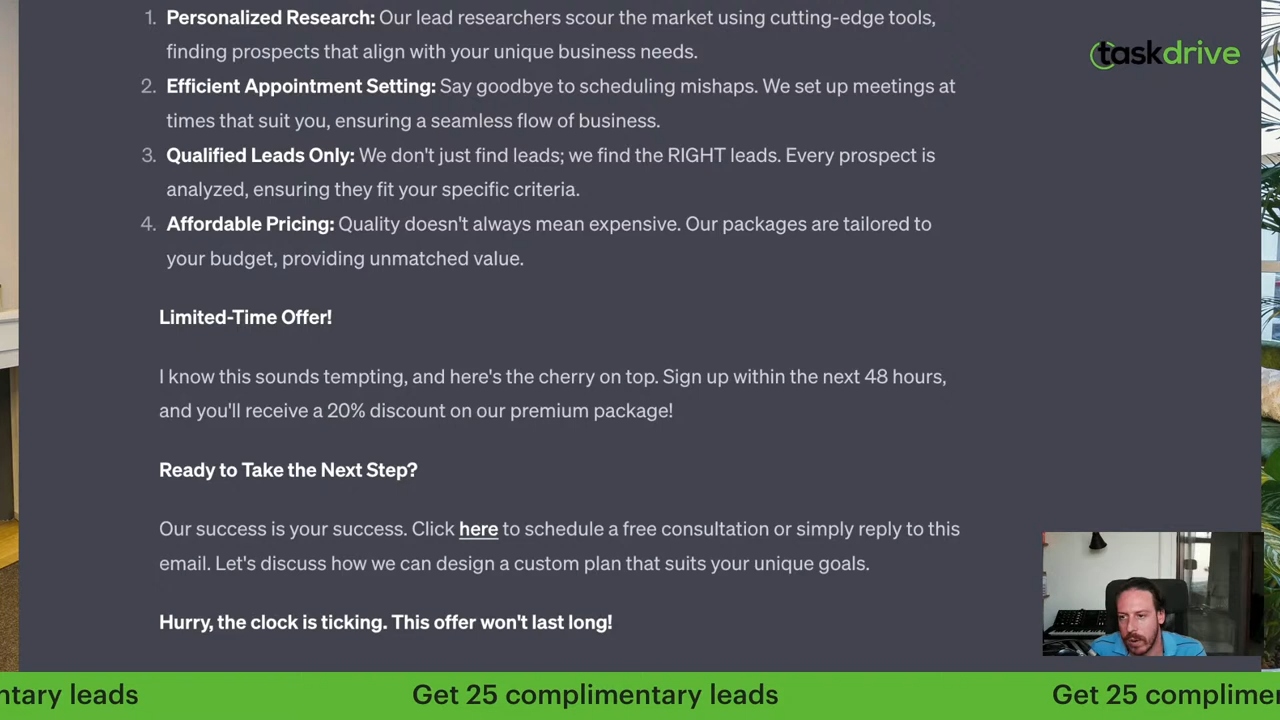 1. Personalized Research: Our lead researchers scour the market using cutting-edge tools,
finding prospects that align with your unique business needs.
taskdrive
2. Efficient Appointment Setting: Say goodbye to scheduling mishaps. We set up meetings at
times that suit you, ensuring a seamless flow of business.
3. Qualified Leads Only: We don't just find leads; we find the RIGHT leads. Every prospect is
analyzed, ensuring they fit your specific criteria.
4. Affordable Pricing: Quality doesn't always mean expensive. Our packages are tailored to
your budget, providing unmatched value.
Limited-Time Offer!
I know this sounds tempting, and here's the cherry on top. Sign up within the next 48 hours,
and you'll receive a 20% discount on our premium package!
Ready to Take the Next Step?
Our success is your success. Click here to schedule a free consultation or simply reply to this
email. Let's discuss how we can design a custom plan that suits your unique goals.
Hurry, the clock is ticking. This offer won't last long!
ntary leads Get 25 complimentary leads Get 25 complimen